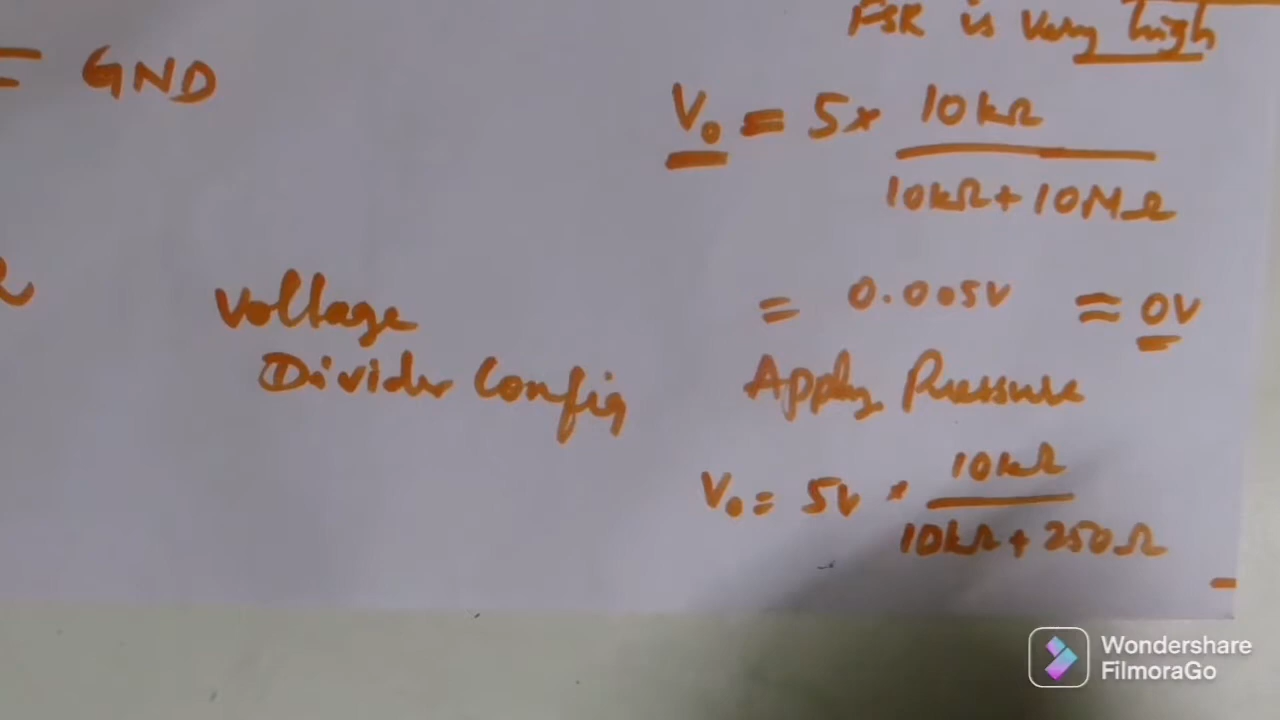 FSR is Very high
= GND
V₀ = 5 × 10kΩ
10kΩ + 10MΩ
= 0.005V ≈ 0V
Voltage
Divider Config
Apply Pressure
V₀ = 5V × 10kΩ
10kΩ + 250Ω
Wondershare
FilmoraGo